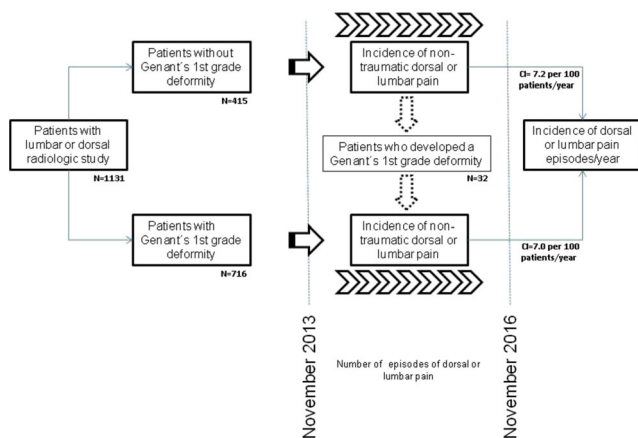 Patients without
Genant´s 1st grade
deformity
N=415
Patients with
lumbar or dorsal
radiologic study
N=1131
Patients with
Genant´s 1st grade
deformity
N=716
Incidence of non-
traumatic dorsal or
lumbar pain
Patients who developed a
Genant's 1st grade deformity
N=32
Incidence of non-
traumatic dorsal or
lumbar pain
CI= 7.2 per 100
patients/year
Incidence of dorsal
or lumbar pain
episodes/year
CI=7.0 per 100
patients/year
November 2013
Number of episodes of dorsal or
lumbar pain
November 2016